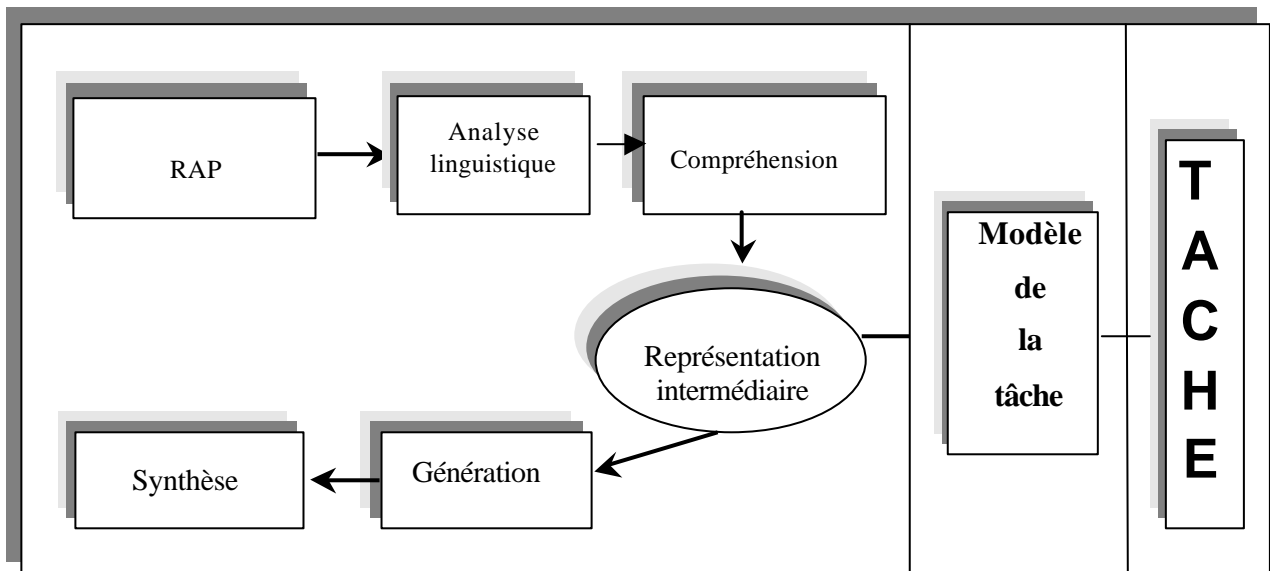 RAP
Analyse
linguistique
Compréhension
Représentation
intermédiaire
Génération
Synthèse
Modèle
de
la
tâche
T
A
C
H
E